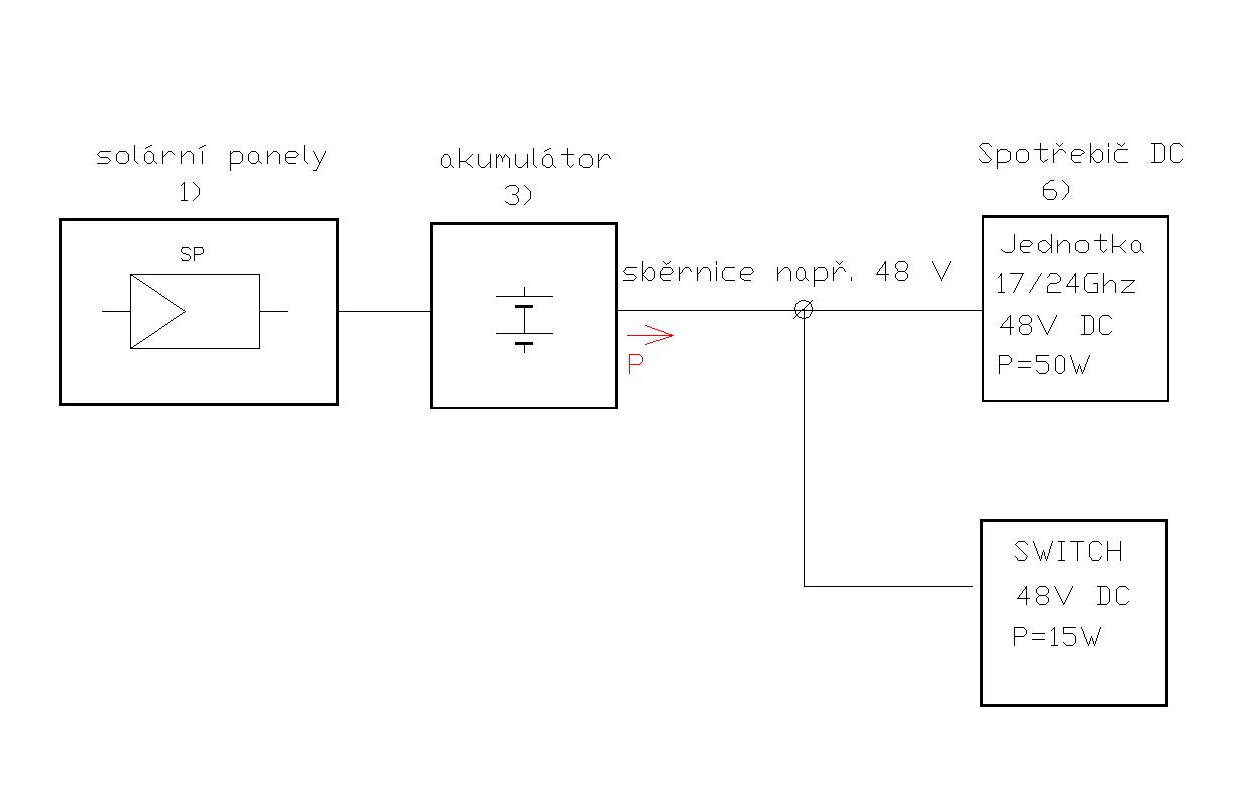 solární panely
1)
SP
akumulátor
3)
sběrnice např. 48 V
P
Spotřebič DC
6)
Jednotka
17/24Ghz
48V DC
P=50W
SWITCH
48V DC
P=15W